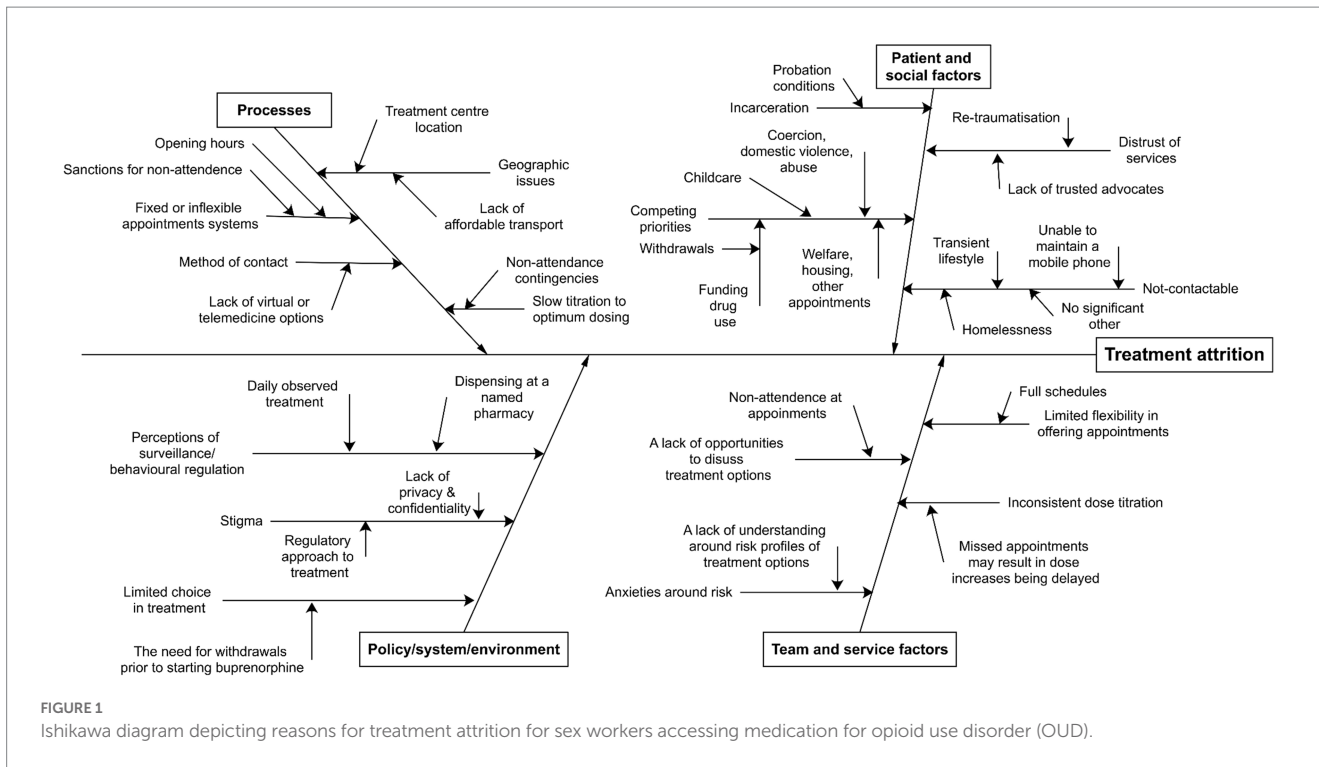 Patient and
social factors
Probation
conditions
Incarceration
Processes
Treatment centre
location
Re-traumatisation
Opening hours
Coercion,
domestic violence,
abuse
Distrust of
services
Sanctions for non-attendence
Geographic
issues
Childcare
Lack of trusted advocates
Fixed or inflexible
appointments systems
Lack of
affordable transport
Competing
priorities
Unable to
maintain a
mobile phone
Withdrawals
Transient
lifestyle
Welfare,
housing,
other
appointments
Method of contact
Non-attendance
contingencies
Funding
drug
use
Not-contactable
Lack of virtual or
telemedicine options
Slow titration to
optimum dosing
No significant
other
Homelessness
Treatment attrition
Daily observed
treatment
Dispensing at a
named
pharmacy
Full schedules
Non-attendence at
appoinments
Limited flexibility in
offering appointments
Perceptions of
surveillance/
behavioural regulation
A lack of opportunities
to disuss
treatment options
Lack of
privacy &
confidentiality
Inconsistent dose titration
Stigma
Regulatory
approach to
treatment
A lack of understanding
around risk profiles of
treatment options
Missed appointments
may result in dose
increases being delayed
Limited choice
in treatment
Anxieties around risk
The need for withdrawals
prior to starting buprenorphine
Policy/system/environment
Team and service factors
FIGURE 1
Ishikawa diagram depicting reasons for treatment attrition for sex workers accessing medication for opioid use disorder (OUD).